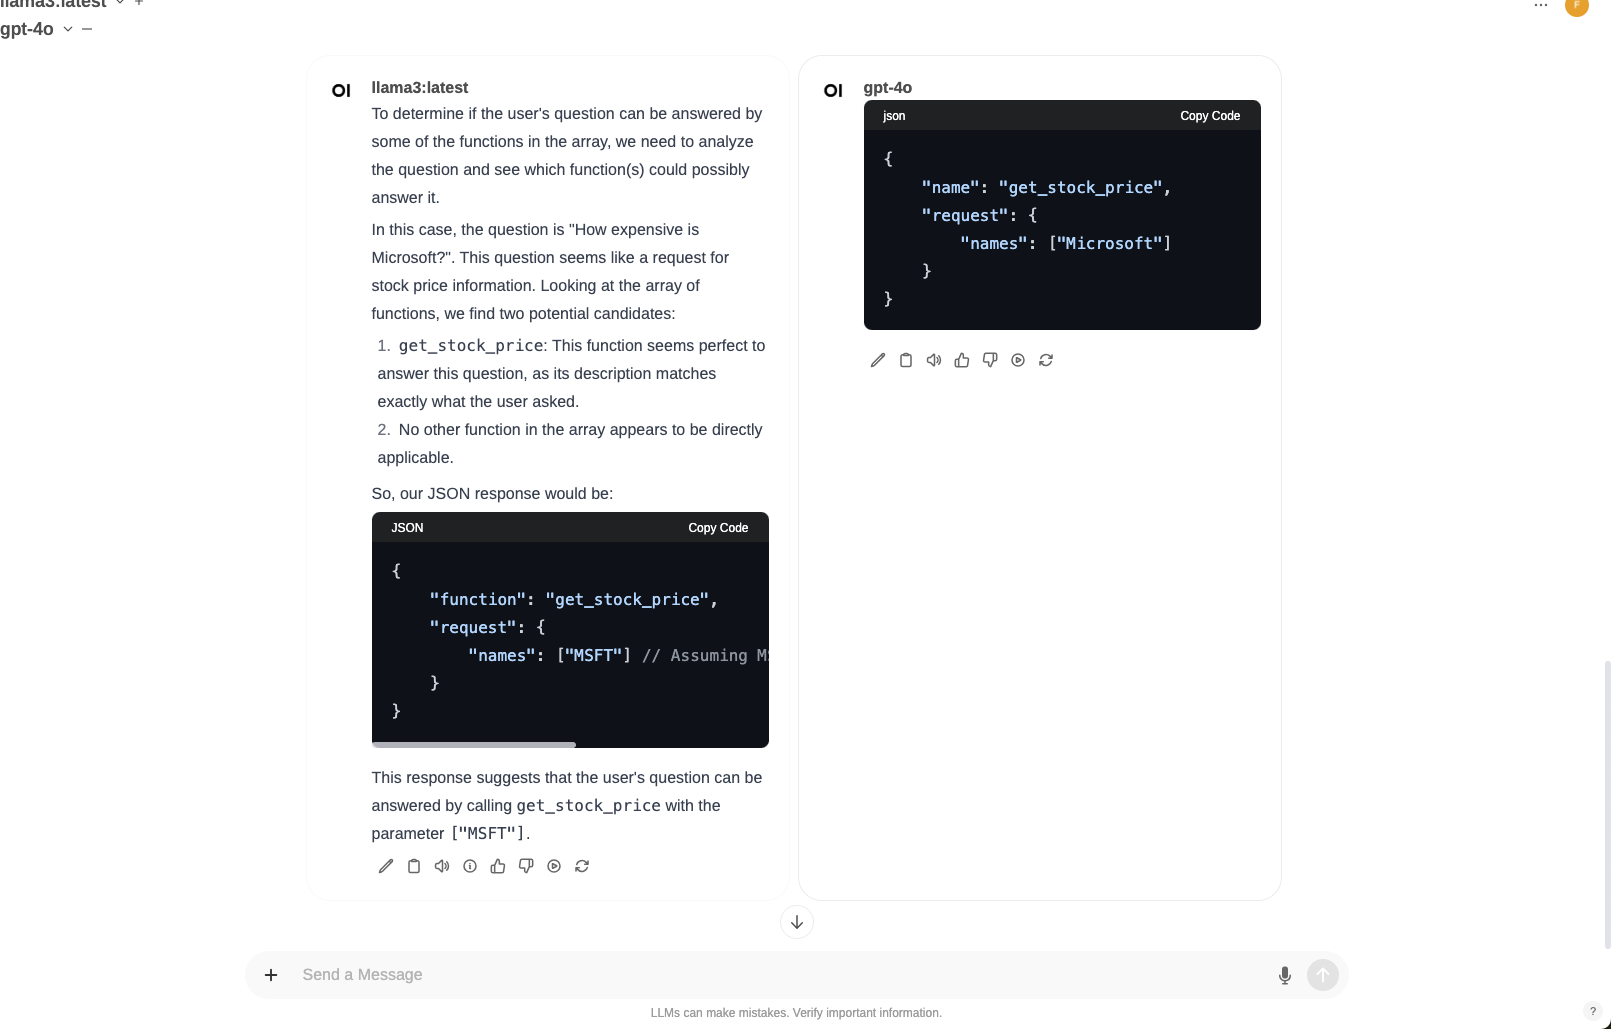 llama3:latest
gpt-4o
F
OI llama3:latest
To determine if the user's question can be answered by
some of the functions in the array, we need to analyze
the question and see which function(s) could possibly
answer it.
In this case, the question is "How expensive is
Microsoft?". This question seems like a request for
stock price information. Looking at the array of
functions, we find two potential candidates:
1. get_stock_price: This function seems perfect to
answer this question, as its description matches
exactly what the user asked.
2. No other function in the array appears to be directly
applicable.
So, our JSON response would be:
JSON Copy Code
{
    "function": "get_stock_price",
    "request": {
        "names": ["MSFT"] // Assuming
    }
}
This response suggests that the user's question can be
answered by calling get_stock_price with the
parameter ["MSFT"].
OI gpt-4o
json Copy Code
{
    "name": "get_stock_price",
    "request": {
        "names": ["Microsoft"]
    }
}
Send a Message
LLMs can make mistakes. Verify important information.
?